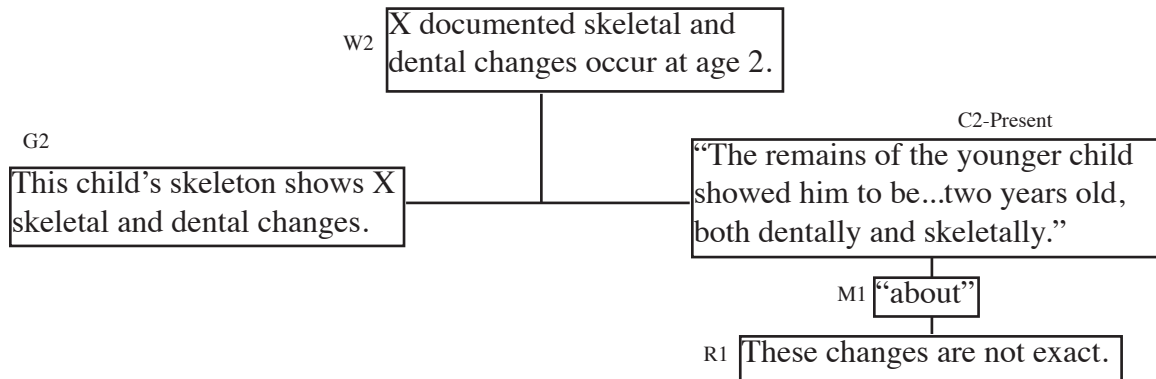 W2
X documented skeletal and
dental changes occur at age 2.
G2
This child’s skeleton shows X
skeletal and dental changes.
C2-Present
“The remains of the younger child
showed him to be...two years old,
both dentally and skeletally.”
M1
“about”
R1
These changes are not exact.